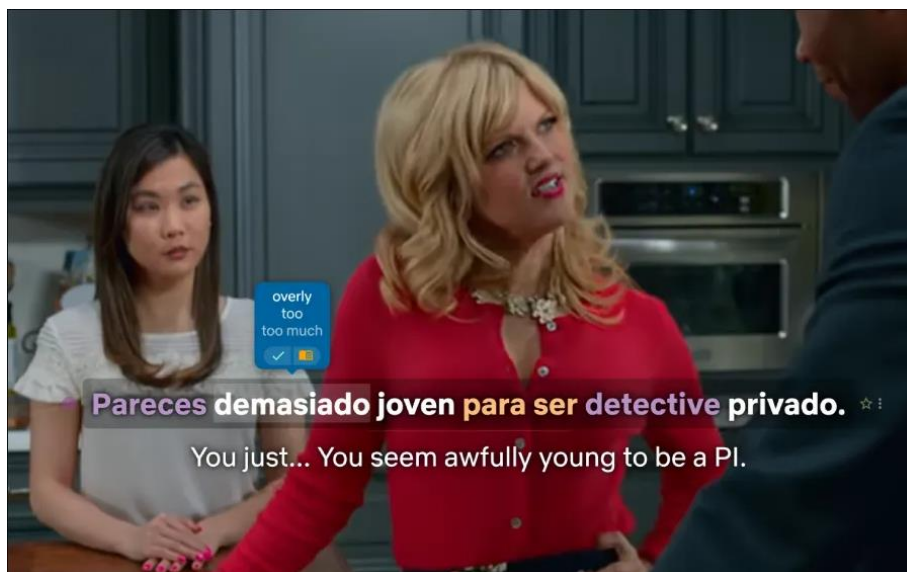 overly
too
too much
Pareces demasiado joven para ser detective privado.
You just... You seem awfully young to be a PI.